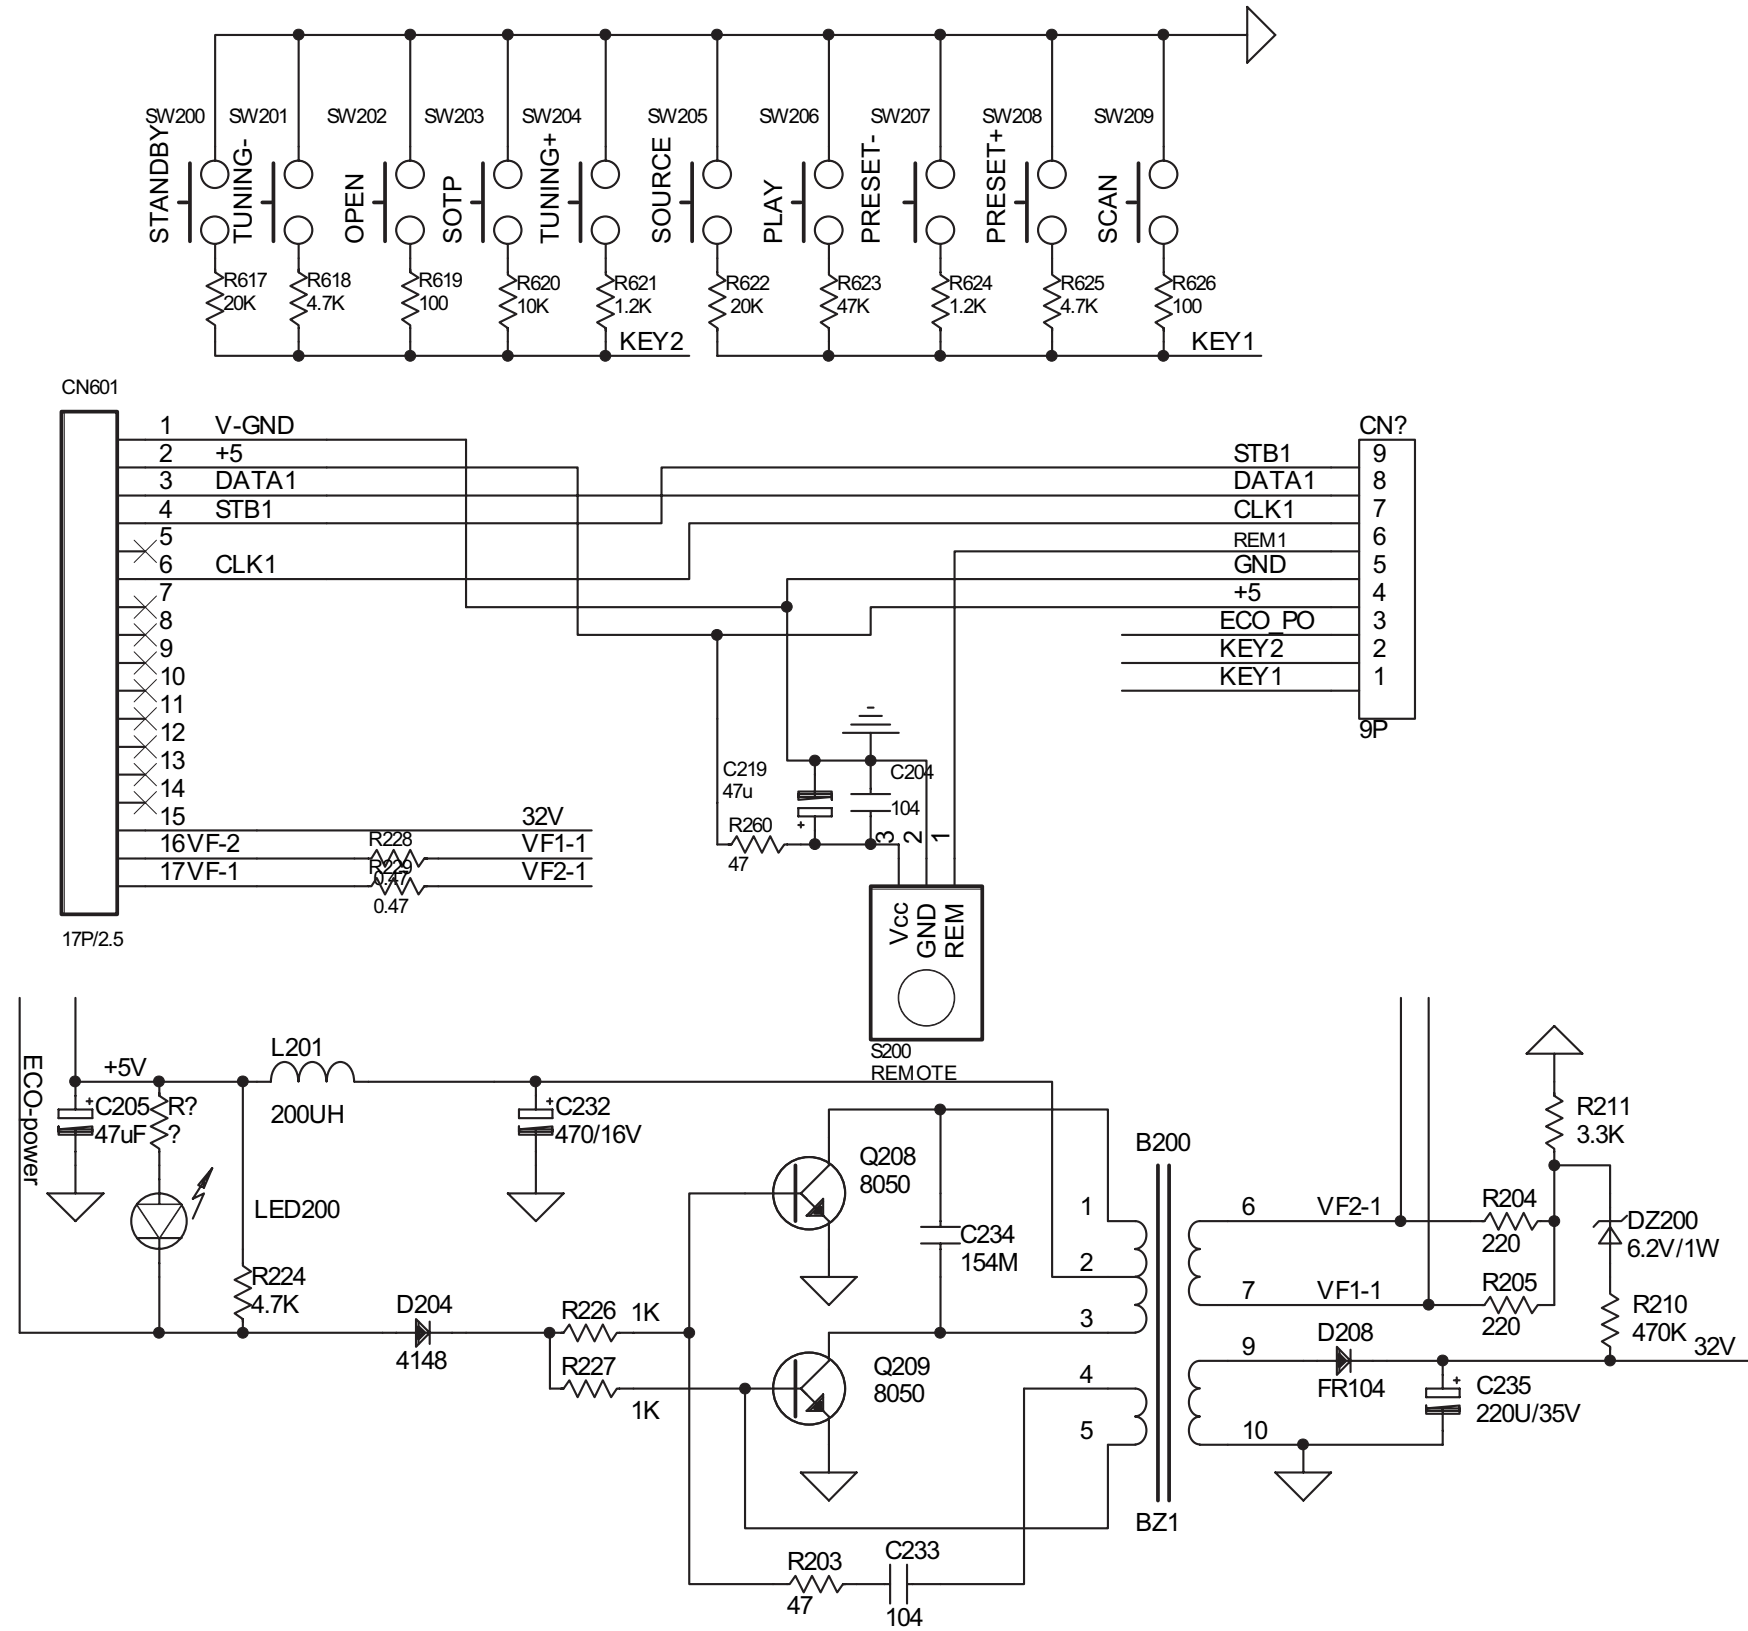 SW200 SW201 SW202 SW203 SW204 SW205 SW206 SW207 SW208 SW209
STANDBY TUNING- OPEN SOTP TUNING+ SOURCE PLAY PRESET- PRESET+ SCAN
R617 R618 R619 R620 R621 R622 R623 R624 R625 R626
20K 4.7K 100 10K 1.2K 20K 47K 1.2K 4.7K 100
KEY2 KEY1
CN601
1 V-GND
2 +5
3 DATA1
4 STB1
5
6 CLK1
7
8
9
10
11
12
13
14
15 32V
16 VF-2 R228 VF1-1
0.47
17 VF-1 R229 VF2-1
0.47
17P/2.5
CN?
STB1 9
DATA1 8
CLK1 7
REM1 6
GND 5
+5 4
ECO_PO 3
KEY2 2
KEY1 1
9P
C219
47u
+
C204
104
R260
47
3 2 1
Vcc
GND
REM
S200
REMOTE
ECO-power
+5V
+
C205
47uF
R?
?
L201
200UH
+
C232
470/16V
LED200
R224
4.7K
D204
4148
R226 1K
R227
1K
Q208
8050
Q209
8050
C234
154M
R203
47
C233
104
B200
1
2
3
4
5
BZ1
6 VF2-1
7 VF1-1
9
10
D208
FR104
+
C235
220U/35V
R211
3.3K
R204
220
R205
220
DZ200
6.2V/1W
R210
470K
32V